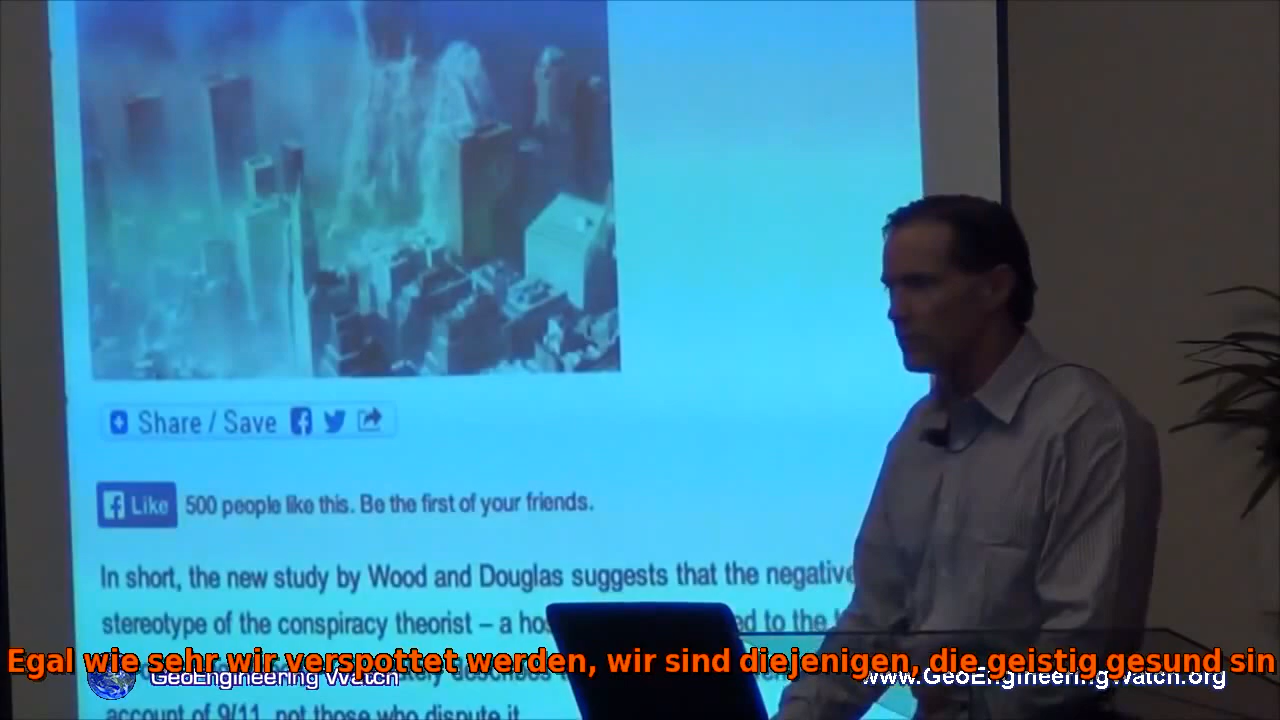 Share / Save
Like 500 people like this. Be the first of your friends.
In short, the new study by Wood and Douglas suggests that the negative
stereotype of the conspiracy theorist – a ed to the
Egal wie sehr wir verspottet werden, wir sind diejenigen, die geistig gesund sin
GeoEngineering Watch
www.GeoEngineeringWatch.org
account of 9/11, not those who dispute it.